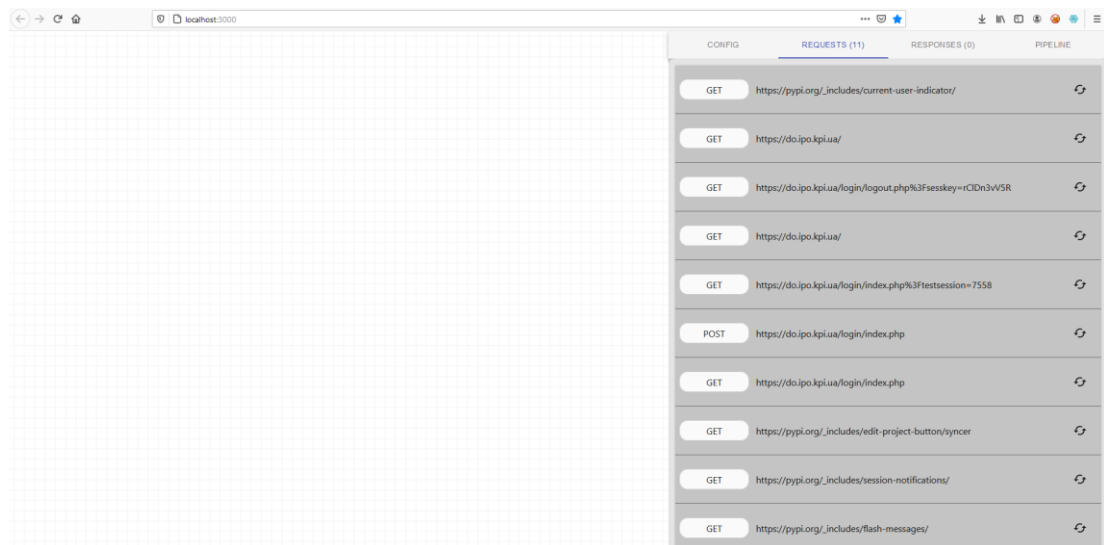 localhost:3000
CONFIG REQUESTS (11) RESPONSES (0) PIPELINE
GET https://pypi.org/_includes/current-user-indicator/
GET https://do.ipo.kpi.ua/
GET https://do.ipo.kpi.ua/login/logout.php%3Fsesskey=rClDn3vV5R
GET https://do.ipo.kpi.ua/
GET https://do.ipo.kpi.ua/login/index.php%3Ftestsession=7558
POST https://do.ipo.kpi.ua/login/index.php
GET https://do.ipo.kpi.ua/login/index.php
GET https://pypi.org/_includes/edit-project-button/syncer
GET https://pypi.org/_includes/session-notifications/
GET https://pypi.org/_includes/flash-messages/